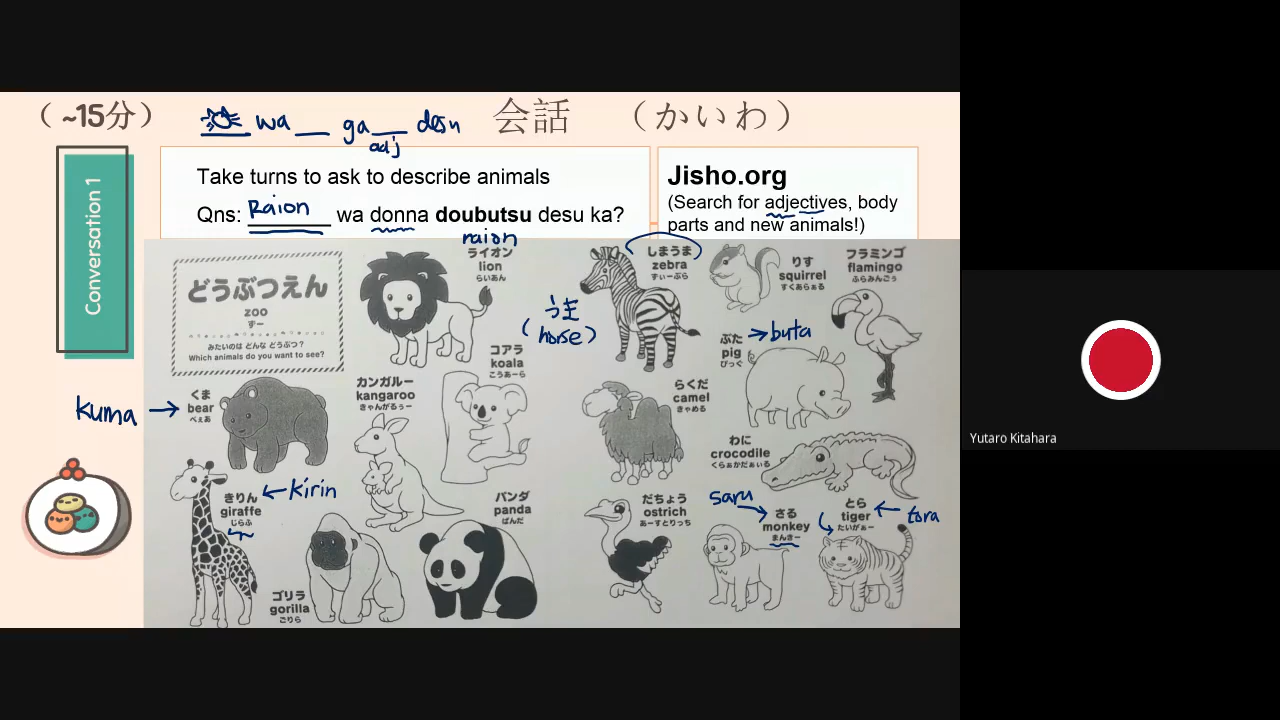 （~15分）
___ wa ___ ga ___ desu
adj
会話 （かいわ）
Conversation 1
Take turns to ask to describe animals
Qns: Raion wa donna doubutsu desu ka?
Jisho.org
(Search for adjectives, body
parts and new animals!)
どうぶつえん
zoo
ずー
みたいのは どんな どうぶつ？
Which animals do you want to see?
raion
ライオン
lion
らいあん
しまうま
zebra
ずぃーぶら
うま
(horse)
りす
squirrel
すくあらぁる
フラミンゴ
flamingo
ふらみんごぅ
コアラ
koala
こうあーら
ぶた → buta
pig
ぴっぐ
kuma →
くま
bear
べぇあ
カンガルー
kangaroo
きゃんがるぅー
らくだ
camel
きゃめる
わに
crocodile
くらぁかだぁいる
きりん ← kirin
giraffe
じらふ
パンダ
panda
ぱんだ
だちょう
ostrich
あーすとりっち
saru
さる
monkey
まんきー
とら ← tora
tiger
たいがぁー
ゴリラ
gorilla
ごりら
Yutaro Kitahara